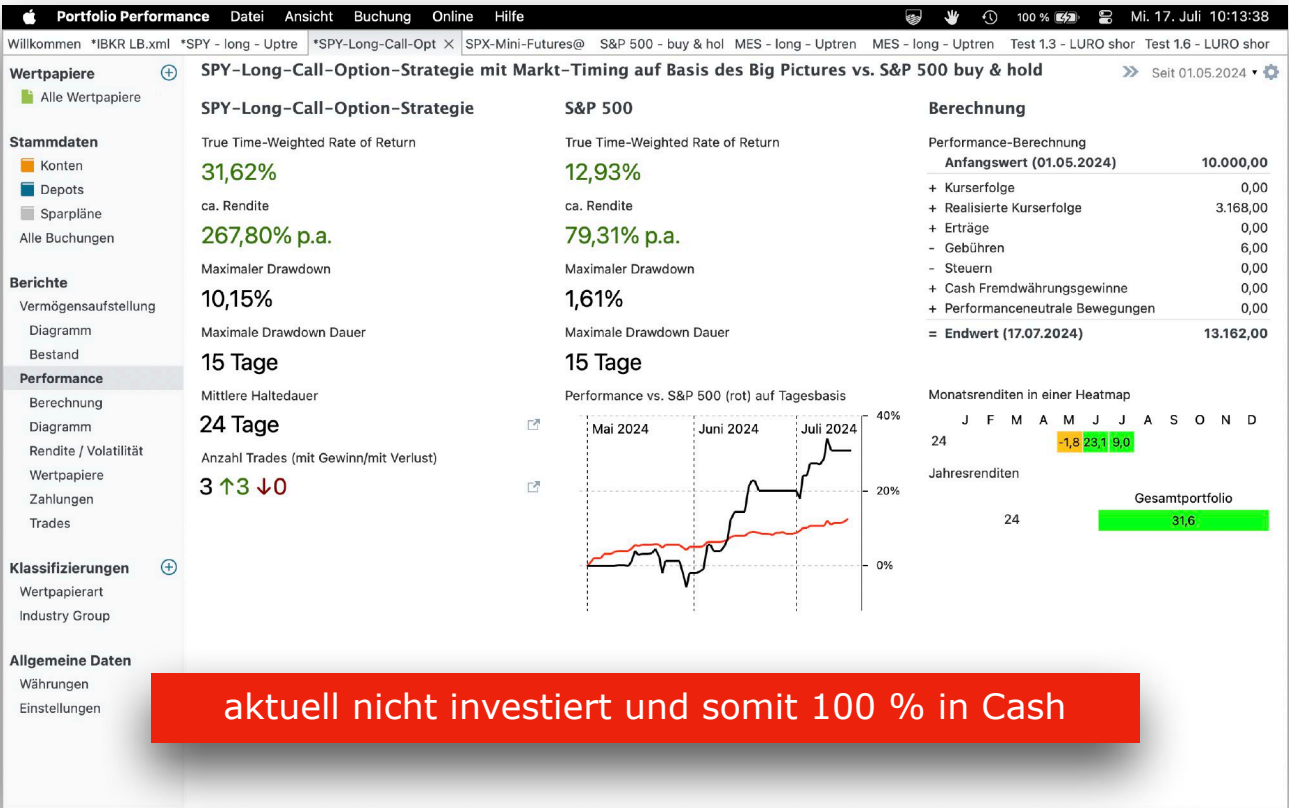 Portfolio Performance Datei Ansicht Buchung Online Hilfe 100 % Mi. 17. Juli 10:13:38
Willkommen *IBKR LB.xml *SPY - long - Uptre *SPY-Long-Call-Opt × SPX-Mini-Futures@ S&P 500 - buy & hol MES - long - Uptren MES - long - Uptren Test 1.3 - LURO shor Test 1.6 - LURO shor
Wertpapiere
Alle Wertpapiere
Stammdaten
Konten
Depots
Sparpläne
Alle Buchungen
Berichte
Vermögensaufstellung
Diagramm
Bestand
Performance
Berechnung
Diagramm
Rendite / Volatilität
Wertpapiere
Zahlungen
Trades
Klassifizierungen
Wertpapierart
Industry Group
Allgemeine Daten
Währungen
Einstellungen
SPY-Long-Call-Option-Strategie mit Markt-Timing auf Basis des Big Pictures vs. S&P 500 buy & hold
Seit 01.05.2024
SPY-Long-Call-Option-Strategie
True Time-Weighted Rate of Return
31,62%
ca. Rendite
267,80% p.a.
Maximaler Drawdown
10,15%
Maximale Drawdown Dauer
15 Tage
Mittlere Haltedauer
24 Tage
Anzahl Trades (mit Gewinn/mit Verlust)
3 ↑3 ↓0
S&P 500
True Time-Weighted Rate of Return
12,93%
ca. Rendite
79,31% p.a.
Maximaler Drawdown
1,61%
Maximale Drawdown Dauer
15 Tage
Performance vs. S&P 500 (rot) auf Tagesbasis
Mai 2024 Juni 2024 Juli 2024
40%
20%
0%
Berechnung
Performance-Berechnung
Anfangswert (01.05.2024) 10.000,00
+ Kurserfolge 0,00
+ Realisierte Kurserfolge 3.168,00
+ Erträge 0,00
- Gebühren 6,00
- Steuern 0,00
+ Cash Fremdwährungsgewinne 0,00
+ Performanceneutrale Bewegungen 0,00
= Endwert (17.07.2024) 13.162,00
Monatsrenditen in einer Heatmap
J F M A M J J A S O N D
24 -1,8 23,1 9,0
Jahresrenditen
Gesamtportfolio
24 31,6
aktuell nicht investiert und somit 100 % in Cash